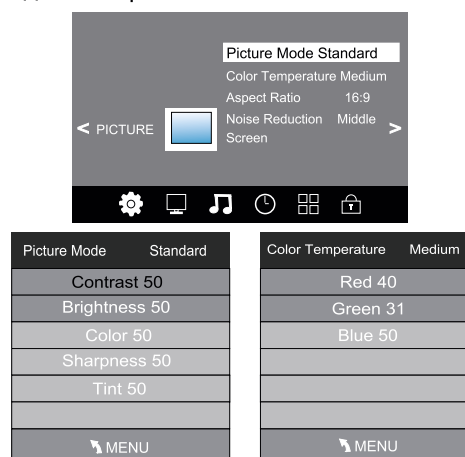 Picture Mode Standard
Color Temperature Medium
Aspect Ratio 16:9
Noise Reduction Middle
< PICTURE >
Screen
Picture Mode Standard
Contrast 50
Brightness 50
Color 50
Sharpness 50
Tint 50
MENU
Color Temperature Medium
Red 40
Green 31
Blue 50
MENU